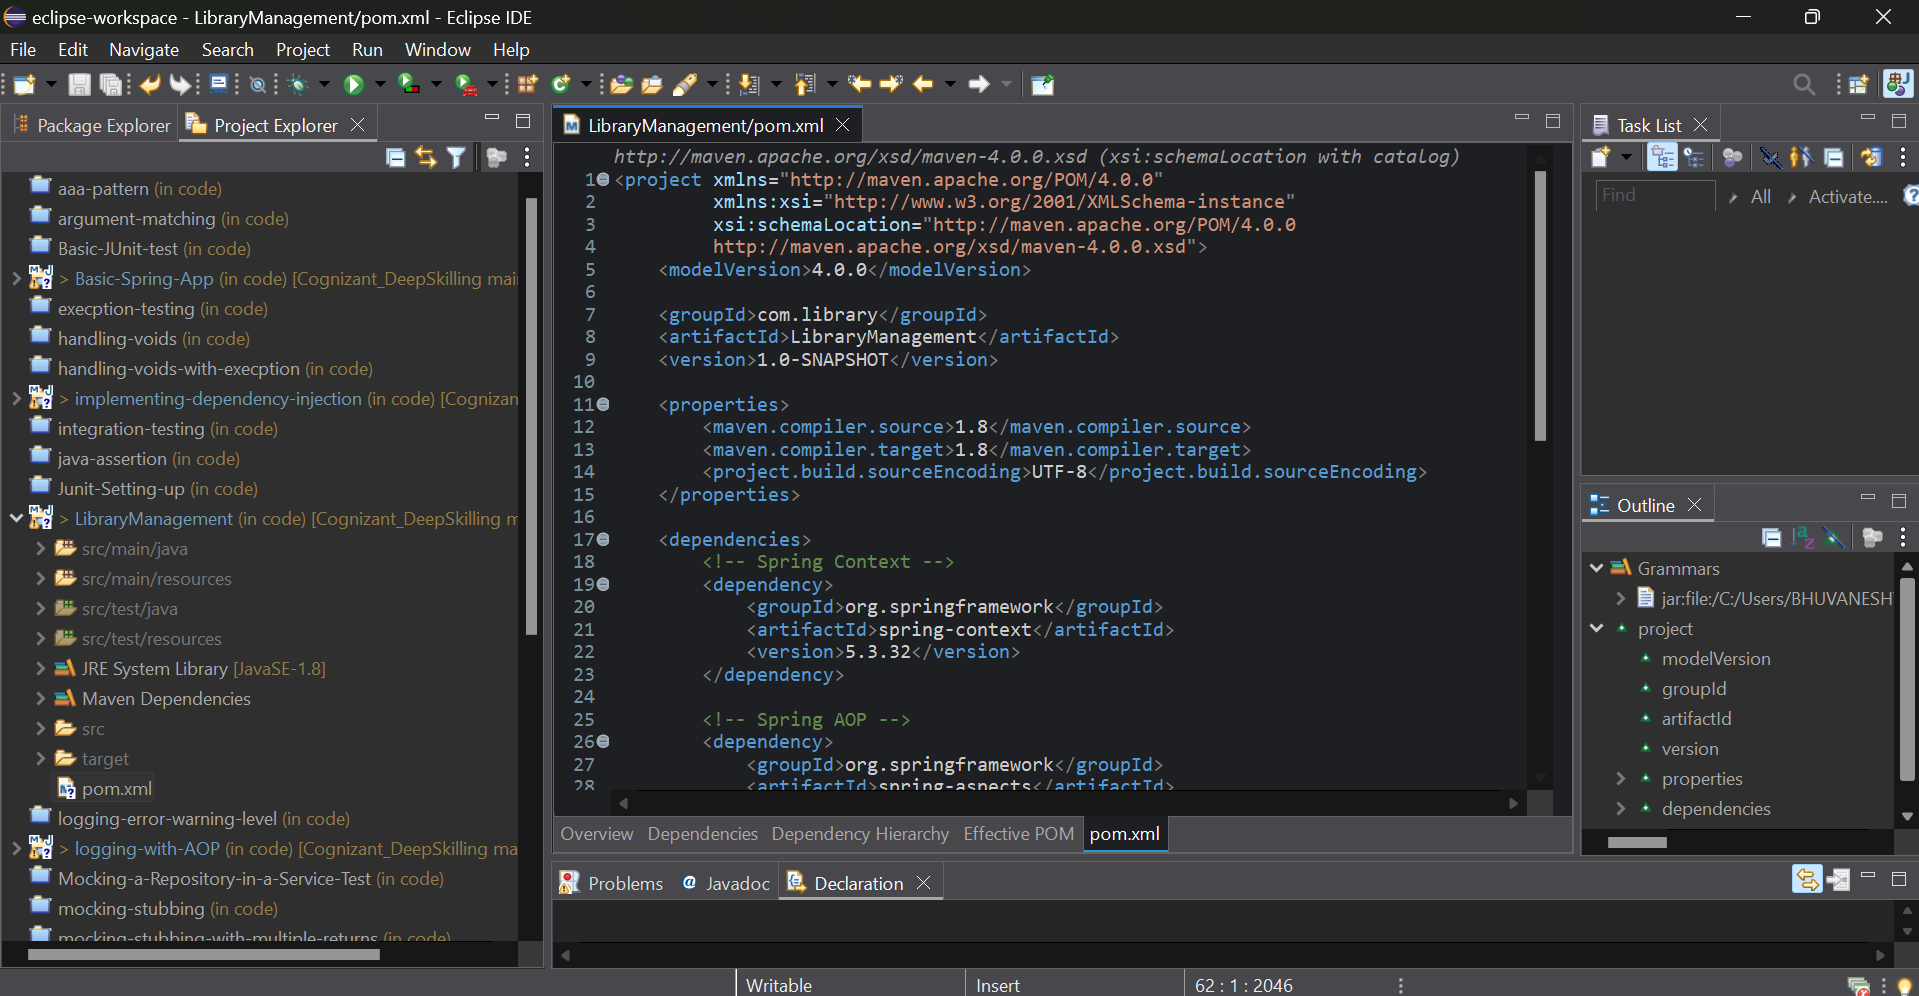 eclipse-workspace - LibraryManagement/pom.xml - Eclipse IDE
File Edit Navigate Search Project Run Window Help
Package Explorer
Project Explorer
aaa-pattern (in code)
argument-matching (in code)
Basic-JUnit-test (in code)
> Basic-Spring-App (in code) [Cognizant_DeepSkilling mai
execption-testing (in code)
handling-voids (in code)
handling-voids-with-execption (in code)
> implementing-dependency-injection (in code) [Cognizan
integration-testing (in code)
java-assertion (in code)
Junit-Setting-up (in code)
> LibraryManagement (in code) [Cognizant_DeepSkilling m
src/main/java
src/main/resources
src/test/java
src/test/resources
JRE System Library [JavaSE-1.8]
Maven Dependencies
src
target
pom.xml
logging-error-warning-level (in code)
> logging-with-AOP (in code) [Cognizant_DeepSkilling ma
Mocking-a-Repository-in-a-Service-Test (in code)
mocking-stubbing (in code)
mocking-stubbing-with-multiple-returns (in code)
LibraryManagement/pom.xml
http://maven.apache.org/xsd/maven-4.0.0.xsd (xsi:schemaLocation with catalog)
1 <project xmlns="http://maven.apache.org/POM/4.0.0"
2 xmlns:xsi="http://www.w3.org/2001/XMLSchema-instance"
3 xsi:schemaLocation="http://maven.apache.org/POM/4.0.0
4 http://maven.apache.org/xsd/maven-4.0.0.xsd">
5 <modelVersion>4.0.0</modelVersion>
6
7 <groupId>com.library</groupId>
8 <artifactId>LibraryManagement</artifactId>
9 <version>1.0-SNAPSHOT</version>
10
11 <properties>
12 <maven.compiler.source>1.8</maven.compiler.source>
13 <maven.compiler.target>1.8</maven.compiler.target>
14 <project.build.sourceEncoding>UTF-8</project.build.sourceEncoding>
15 </properties>
16
17 <dependencies>
18 <!-- Spring Context -->
19 <dependency>
20 <groupId>org.springframework</groupId>
21 <artifactId>spring-context</artifactId>
22 <version>5.3.32</version>
23 </dependency>
24
25 <!-- Spring AOP -->
26 <dependency>
27 <groupId>org.springframework</groupId>
28 <artifactId>spring-aspects</artifactId>
Overview Dependencies Dependency Hierarchy Effective POM pom.xml
Problems
Javadoc
Declaration
Task List
Find
All
Activate....
Outline
Grammars
jar:file:/C:/Users/BHUVANESH
project
modelVersion
groupId
artifactId
version
properties
dependencies
Writable
Insert
62 : 1 : 2046